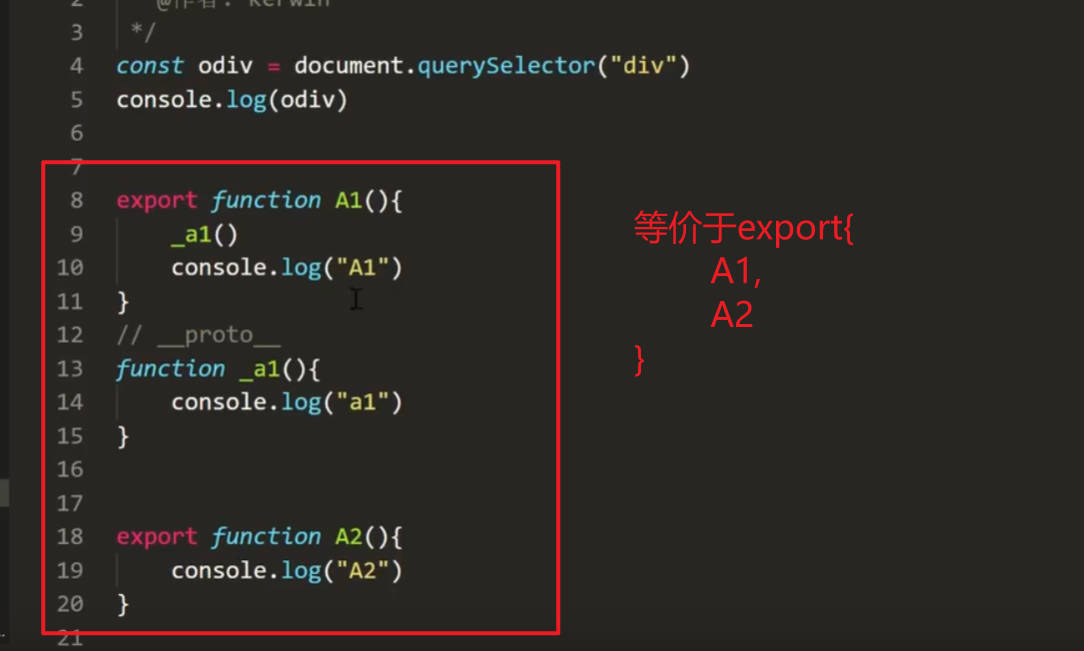 2 @作者: kerwin
3 */
4 const odiv = document.querySelector("div")
5 console.log(odiv)
6
7
8 export function A1(){
9 _a1()
10 console.log("A1")
11 }
12 // __proto__
13 function _a1(){
14 console.log("a1")
15 }
16
17
18 export function A2(){
19 console.log("A2")
20 }
21
等价于export{
A1,
A2
}